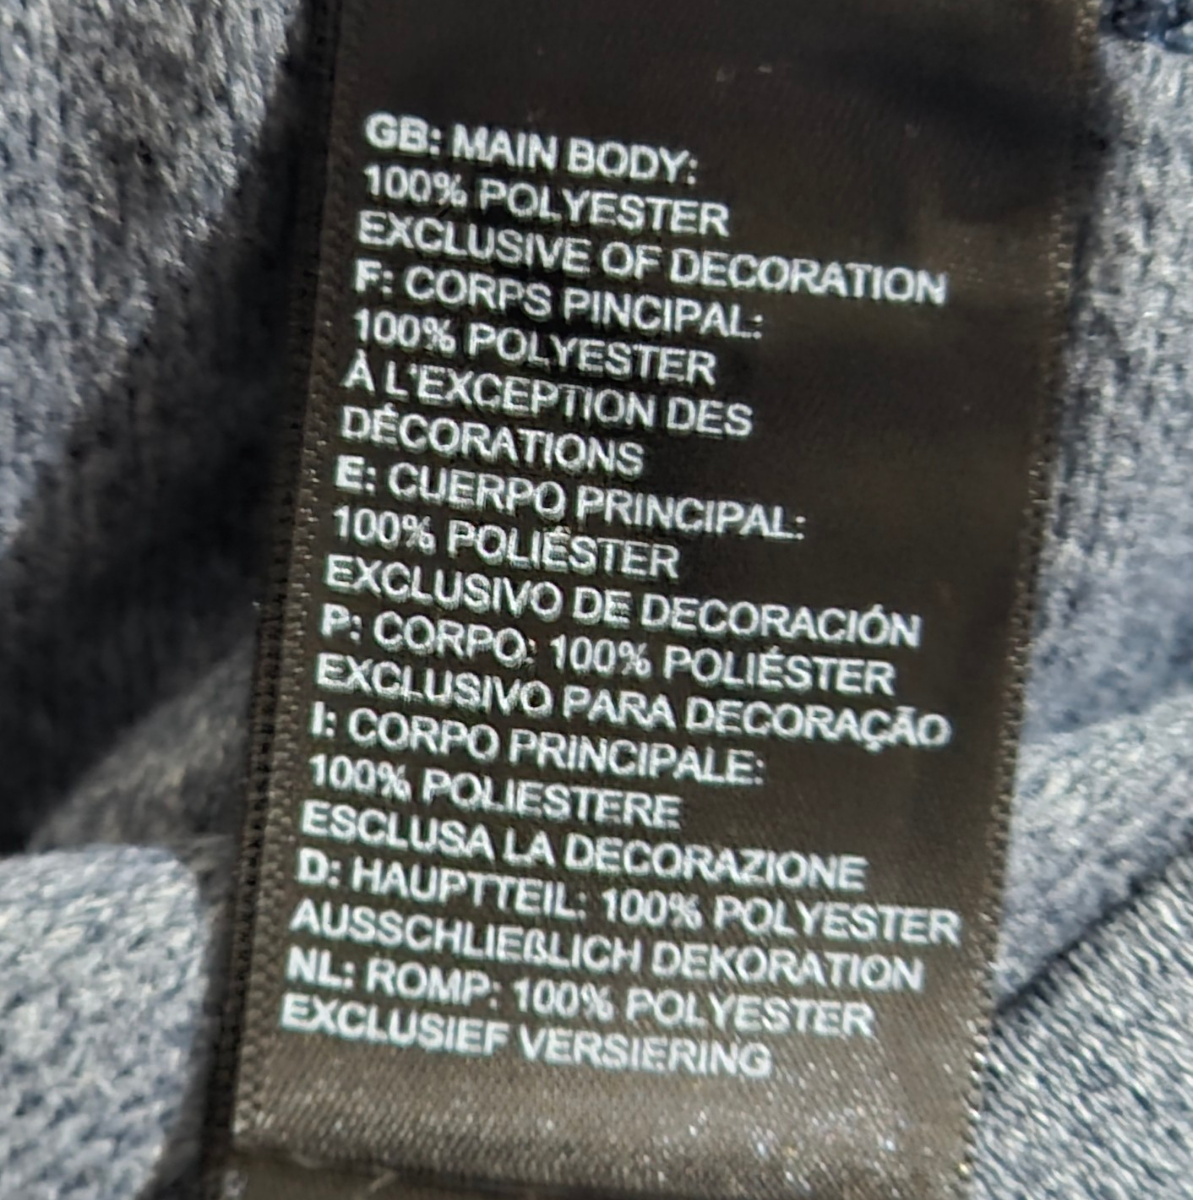 GB: MAIN BODY:
100% POLYESTER
EXCLUSIVE OF DECORATION
F: CORPS PINCIPAL:
100% POLYESTER
À L'EXCEPTION DES
DÉCORATIONS
E: CUERPO PRINCIPAL:
100% POLIÉSTER
EXCLUSIVO DE DECORACIÓN
P: CORPO: 100% POLIÉSTER
EXCLUSIVO PARA DECORAÇÃO
I: CORPO PRINCIPALE:
100% POLIESTERE
ESCLUSA LA DECORAZIONE
D: HAUPTTEIL: 100% POLYESTER
AUSSCHLIEßLICH DEKORATION
NL: ROMP: 100% POLYESTER
EXCLUSIEF VERSIERING